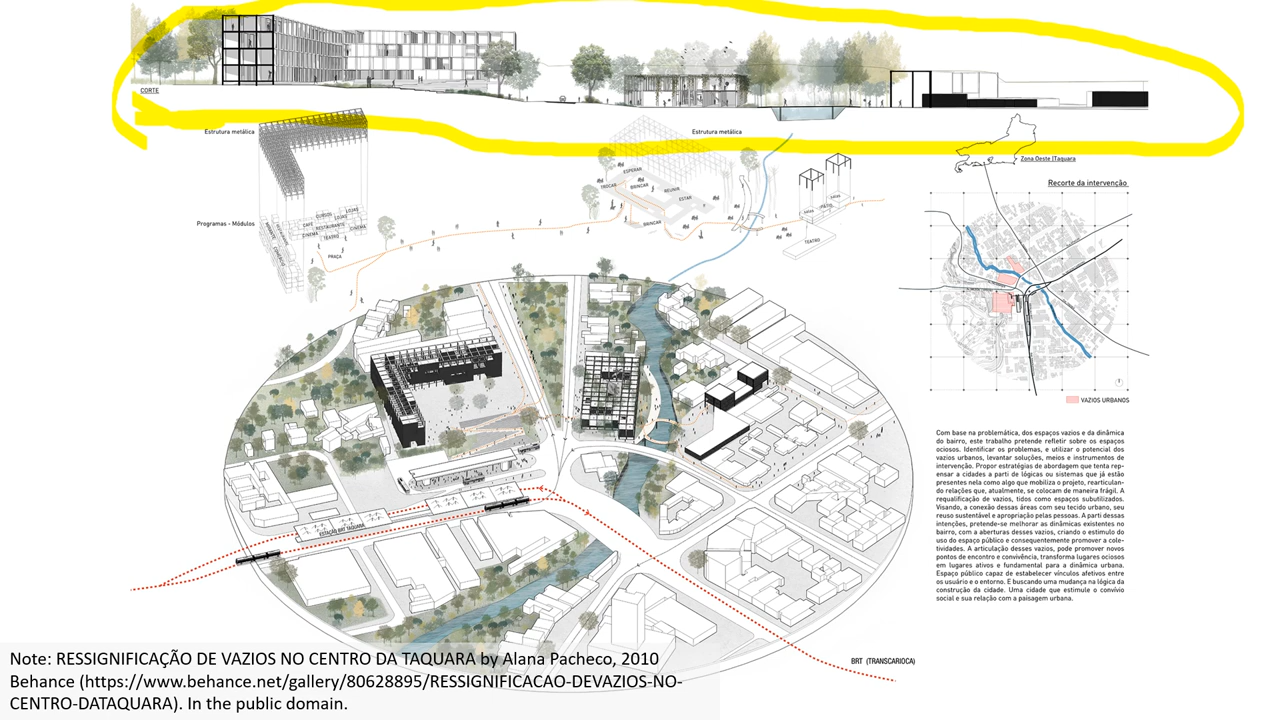 CORTE
Estrutura metálica
Estrutura metálica
Zona Oeste |Taquara
Recorte da intervenção
ESPERAR
TROCAR
BRINCAR
REUNIR
ESTAR
BRINCAR
Programas - Módulos
CURSOS
LOJAS
CAFÉ
LOJAS
RESTAURANTE
CINEMA
CINEMA
TEATRO
PRAÇA
TEATRO
VAZIOS URBANOS
Com base na problemática, dos espaços vazios e da dinâmica
do bairro, este trabalho pretende refletir sobre os espaços
ociosos. Identificar os problemas, e utilizar o potencial dos
vazios urbanos, levantar soluções, meios e instrumentos de
intervenção. Propor estratégias de abordagem que tenta rep-
ensar a cidades a partir de lógicas ou sistemas que já estão
presentes nela como algo que mobiliza o projeto, rearticulan-
do relações que, atualmente, se colocam de maneira frágil. A
requalificação de vazios, tidos como espaços subutilizados.
Visando, a conexão dessas áreas com seu tecido urbano, seu
reuso sustentável e apropriação pelas pessoas. A parti dessas
intenções, pretende-se melhorar as dinâmicas existentes no
bairro, com a aberturas desses vazios, criando o estimulo do
uso do espaço público e consequentemente promover a cole-
tividades. A articulação desses vazios, pode promover novos
pontos de encontro e convivência, transforma lugares ociosos
em lugares ativos e fundamental para a dinâmica urbana.
Espaço público capaz de estabelecer vínculos afetivos entre
os usuário e o entorno. E buscando uma mudança na lógica da
construção da cidade. Uma cidade que estimule o convívio
social e sua relação com a paisagem urbana.
ESTAÇÃO BRT TAQUARA
BRT (TRANSCARIOCA)
Note: RESSIGNIFICAÇÃO DE VAZIOS NO CENTRO DA TAQUARA by Alana Pacheco, 2010
Behance (https://www.behance.net/gallery/80628895/RESSIGNIFICACAO-DEVAZIOS-NO-
CENTRO-DATAQUARA). In the public domain.